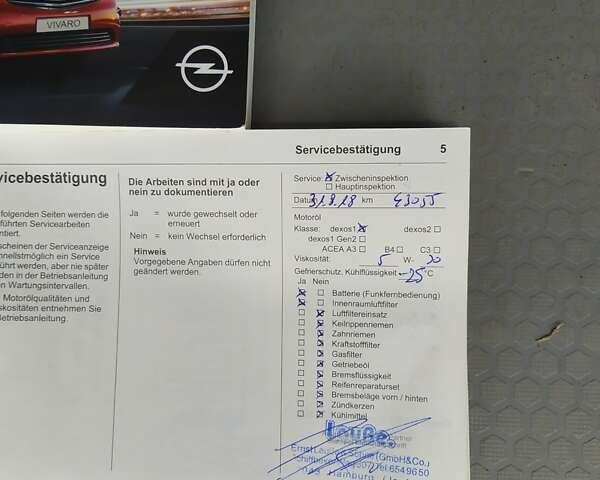 VIVARO
Servicebestätigung 5
vicebestätigung
folgenden Seiten werden die
führten Servicearbeiten
ntiert.
scheinen der Serviceanzeige
hnellstmöglich ein Service
führt werden, aber nie später
den in der Betriebsanleitung
en Wartungsintervallen.
Motorölqualitäten und
skositäten entnehmen Sie
etriebsanleitung.
Die Arbeiten sind mit ja oder
nein zu dokumentieren
Ja = wurde gewechselt oder
erneuert
Nein = kein Wechsel erforderlich
Hinweis
Vorgegebene Angaben dürfen nicht
geändert werden.
Service: Zwischeninspektion
Hauptinspektion
Datum 31.8.18 km 43055
Motoröl
Klasse: dexos1 dexos2
dexos1 Gen2
ACEA A3 B4 C3
Viskosität: 5 W- 30
Gefrierschutz, Kühlflüssigkeit -25 °C
Ja Nein
Batterie (Funkfernbedienung)
Innenraumluftfilter
Luftfiltereinsatz
Keilrippenriemen
Zahnriemen
Kraftstofffilter
Gasfilter
Getriebeöl
Bremsflüssigkeit
Reifenreparaturset
Bremsbeläge vorn / hinten
Zündkerzen
Kühlmittel
Lauße